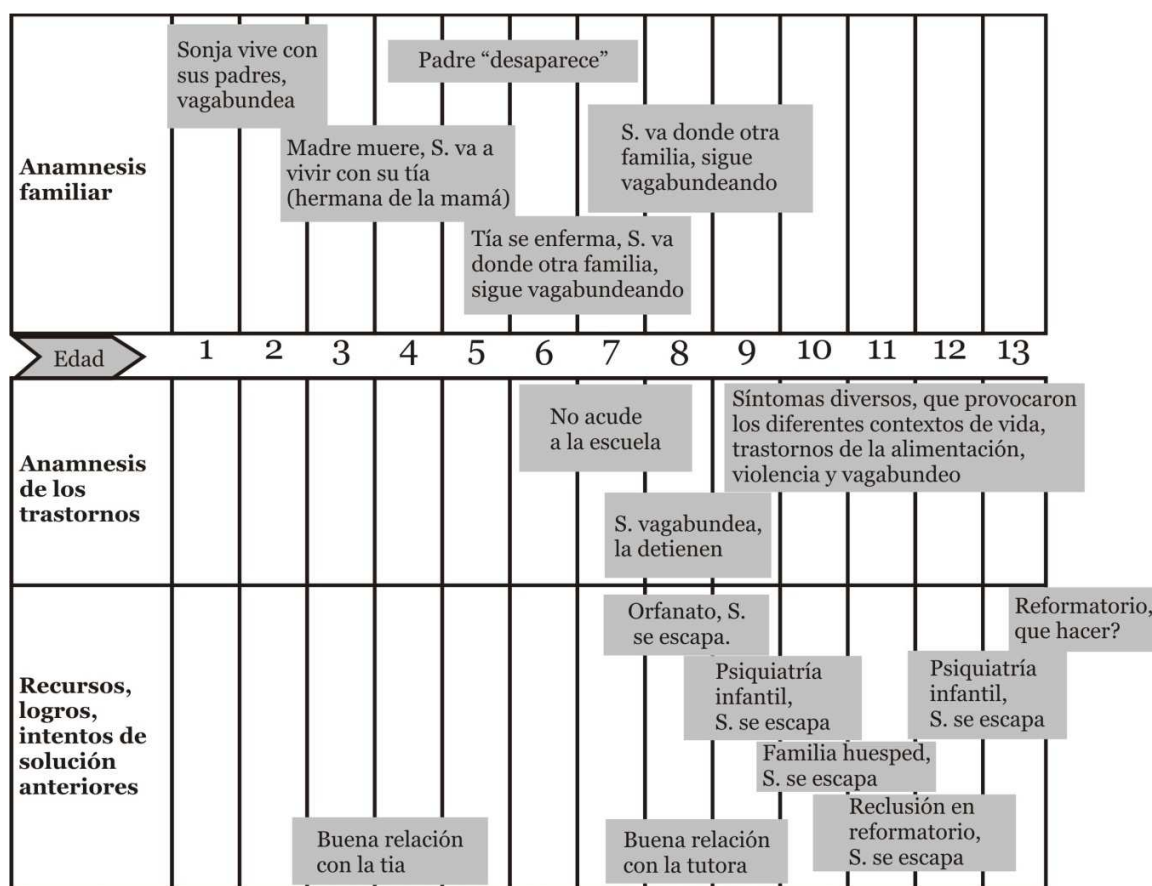 Sonja vive con
sus padres,
vagabundea
Padre “desaparece”
Anamnesis
familiar
Madre muere, S. va a
vivir con su tía
(hermana de la mamá)
S. va donde otra
familia, sigue
vagabundeando
Tía se enferma, S. va
donde otra familia,
sigue vagabundeando
Edad
1 2 3 4 5 6 7 8 9 10 11 12 13
Anamnesis
de los
trastornos
No acude
a la escuela
Síntomas diversos, que provocaron
los diferentes contextos de vida,
trastornos de la alimentación,
violencia y vagabundeo
S. vagabundea,
la detienen
Recursos,
logros,
intentos de
solución
anteriores
Orfanato, S.
se escapa.
Reformatorio,
que hacer?
Psiquiatría
infantil,
S. se escapa
Psiquiatría
infantil,
S. se escapa
Familia huesped,
S. se escapa
Reclusión en
reformatorio,
S. se escapa
Buena relación
con la tia
Buena relación
con la tutora